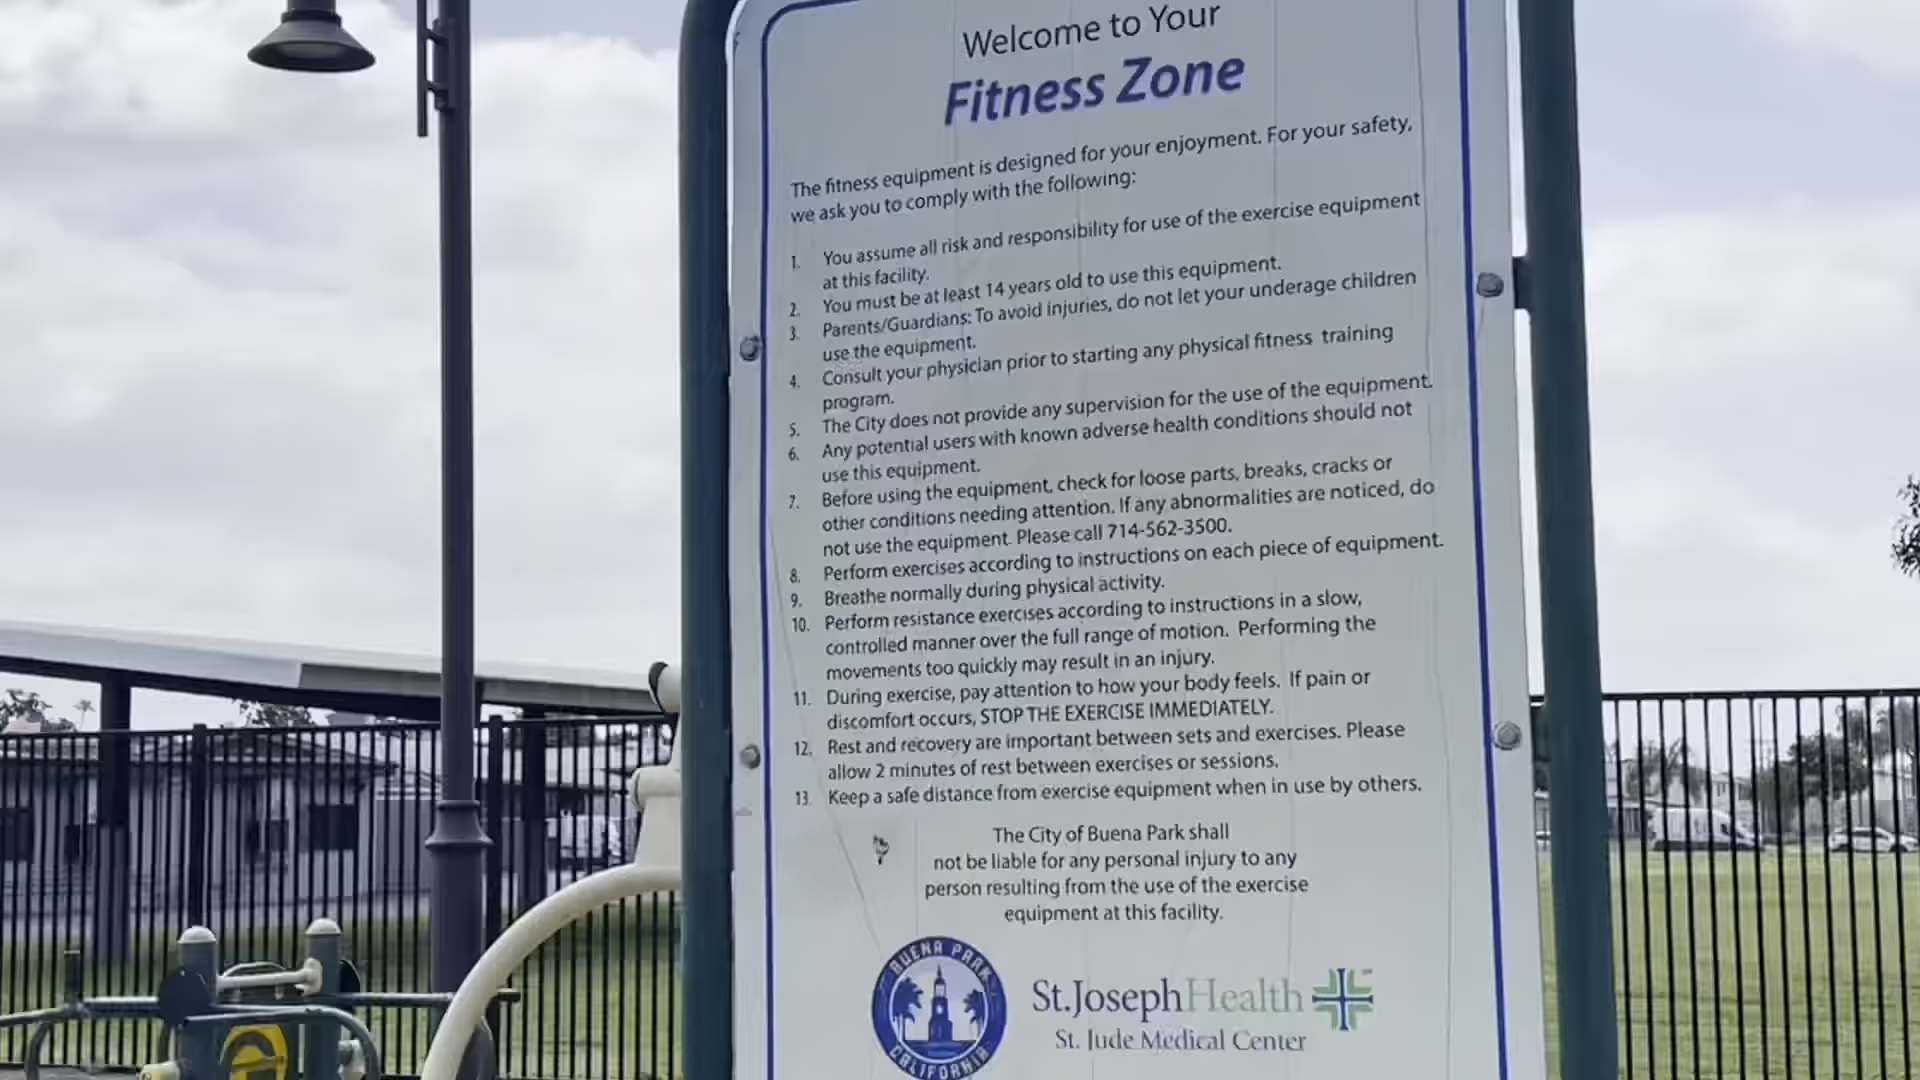 Welcome to Your
Fitness Zone
The fitness equipment is designed for your enjoyment. For your safety,
we ask you to comply with the following:
1. You assume all risk and responsibility for use of the exercise equipment
at this facility.
2. You must be at least 14 years old to use this equipment.
3. Parents/Guardians: To avoid injuries, do not let your underage children
use the equipment.
4. Consult your physician prior to starting any physical fitness training
program.
5. The City does not provide any supervision for the use of the equipment.
6. Any potential users with known adverse health conditions should not
use this equipment.
7. Before using the equipment, check for loose parts, breaks, cracks or
other conditions needing attention. If any abnormalities are noticed, do
not use the equipment. Please call 714-562-3500.
8. Perform exercises according to instructions on each piece of equipment.
9. Breathe normally during physical activity.
10. Perform resistance exercises according to instructions in a slow,
controlled manner over the full range of motion. Performing the
movements too quickly may result in an injury.
11. During exercise, pay attention to how your body feels. If pain or
discomfort occurs, STOP THE EXERCISE IMMEDIATELY.
12. Rest and recovery are important between sets and exercises. Please
allow 2 minutes of rest between exercises or sessions.
13. Keep a safe distance from exercise equipment when in use by others.
The City of Buena Park shall
not be liable for any personal injury to any
person resulting from the use of the exercise
equipment at this facility.
BUENA PARK
CALIFORNIA
St.JosephHealth
St. Jude Medical Center